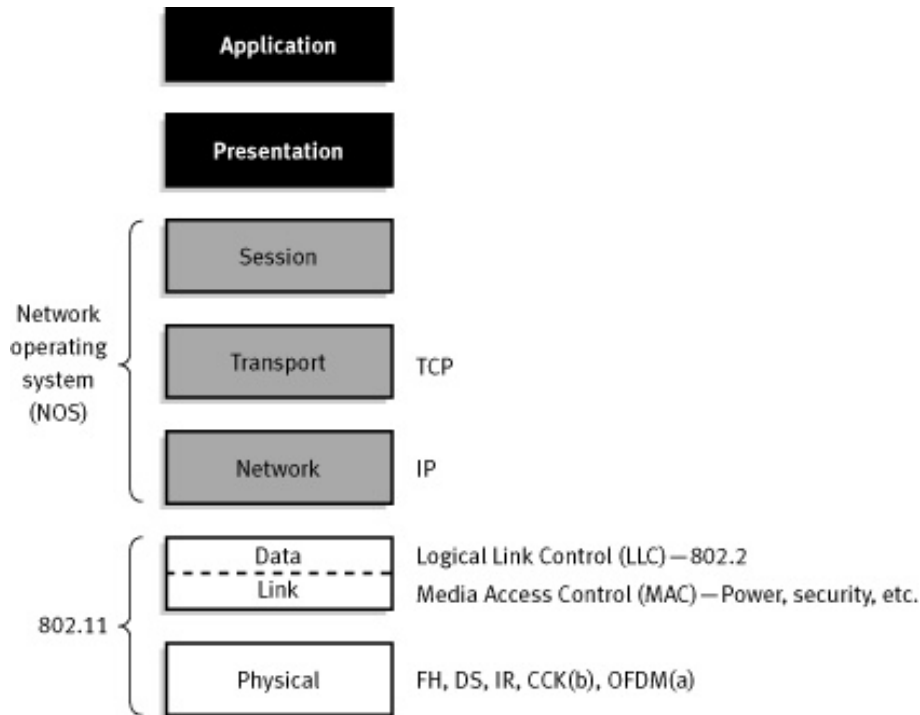 Application
Presentation
Session
Network
operating
system
(NOS)
Transport
TCP
Network
IP
Data
Logical Link Control (LLC)—802.2
Link
Media Access Control (MAC)—Power, security, etc.
802.11
Physical
FH, DS, IR, CCK(b), OFDM(a)